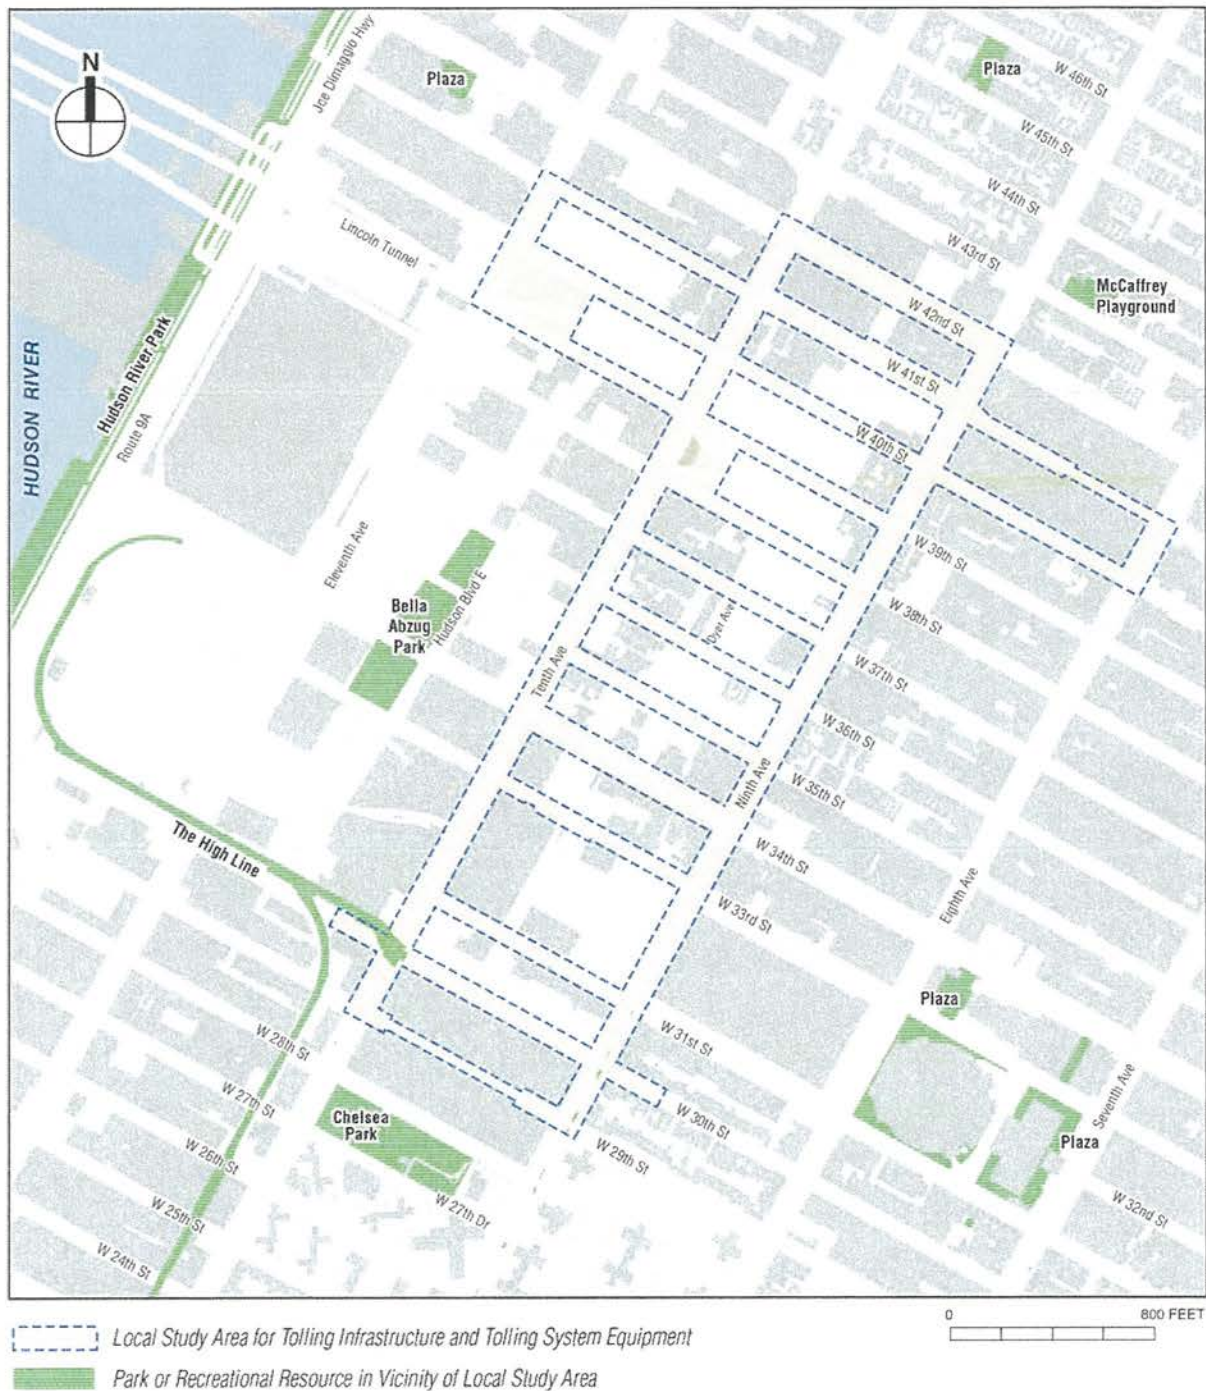 N
Joe Dimaggio Hwy
Plaza
Plaza
W 46th St
W 45th St
W 44th St
W 43rd St
Lincoln Tunnel
McCaffrey
Playground
W 42nd St
W 41st St
W 40th St
HUDSON RIVER
Hudson River Park
Route 9A
Eleventh Ave
Bella
Abzug
Park
Hudson Blvd E
Dyer Ave
W 39th St
W 38th St
W 37th St
W 36th St
W 35th St
W 34th St
W 33rd St
Tenth Ave
Ninth Ave
Eighth Ave
The High Line
Plaza
W 31st St
W 30th St
W 29th St
W 28th St
W 27th St
W 26th St
W 25th St
W 24th St
Chelsea
Park
W 27th Dr
Seventh Ave
Plaza
W 32nd St
0 800 FEET
Local Study Area for Tolling Infrastructure and Tolling System Equipment
Park or Recreational Resource in Vicinity of Local Study Area